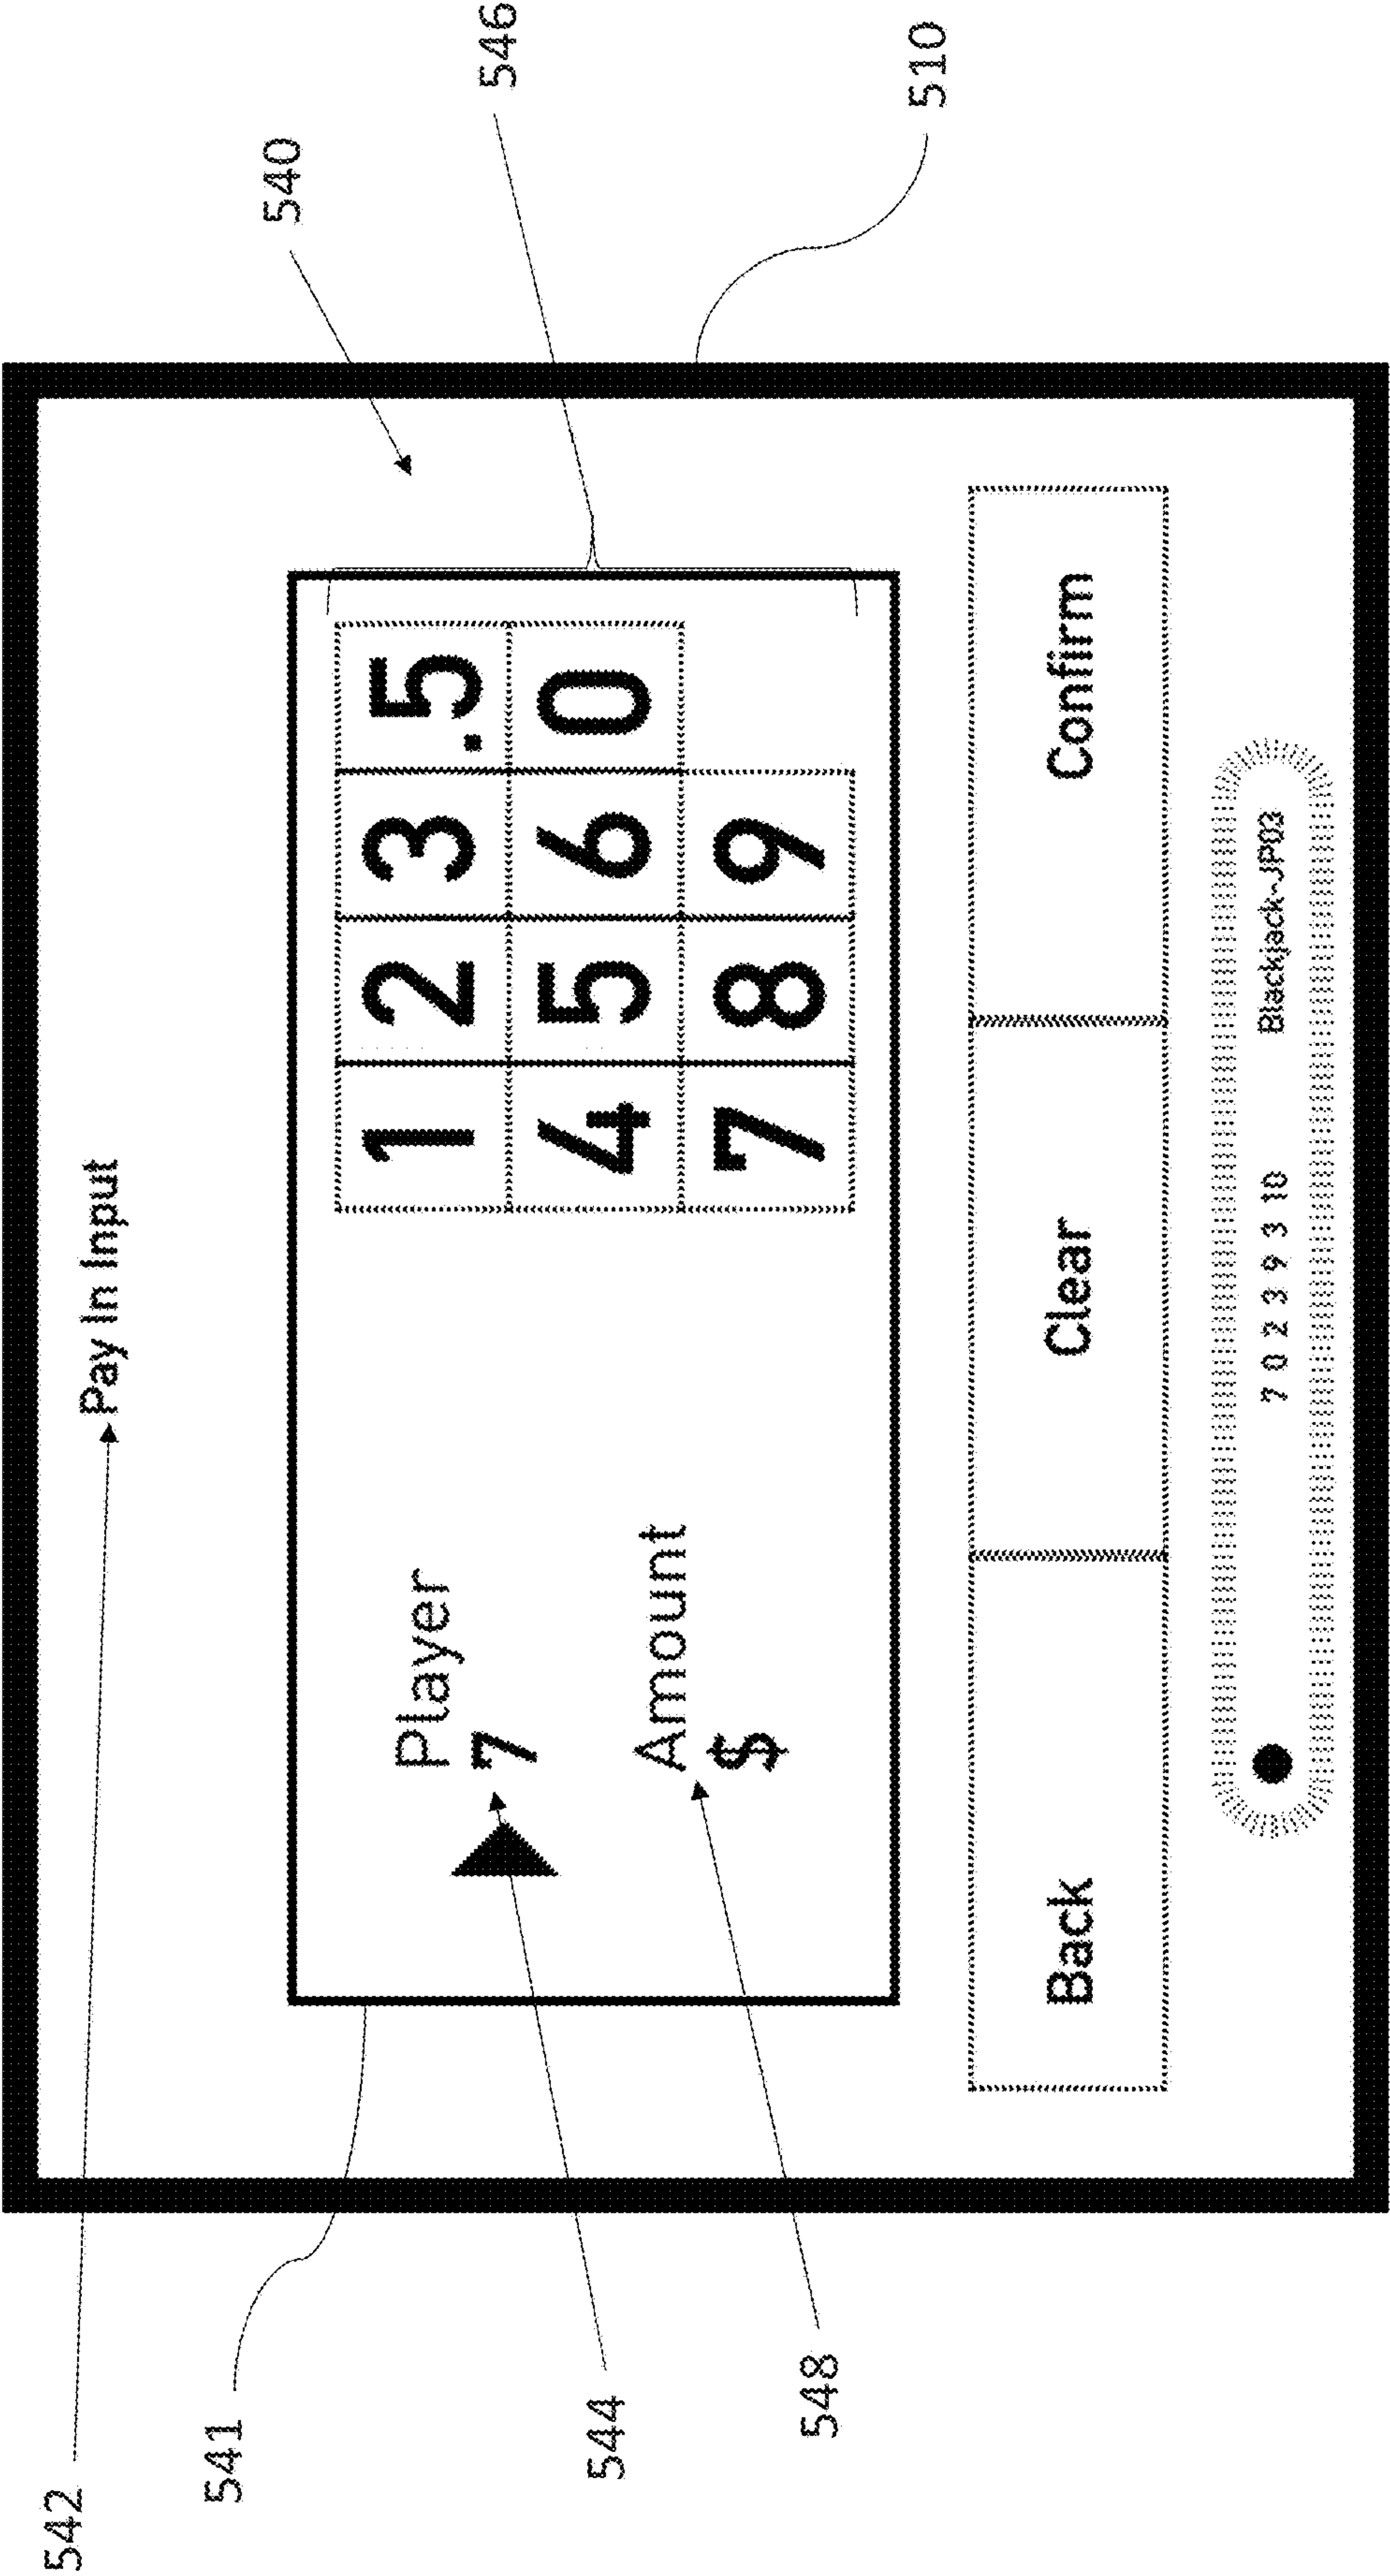 542
Pay In Input
540
546
541
Player
7
1 2 3 .5
4 5 6 0
7 8 9
Amount
$
544
548
510
Back
Clear
Confirm
7 0 2 3 9 3 10
Blackjack-JP03